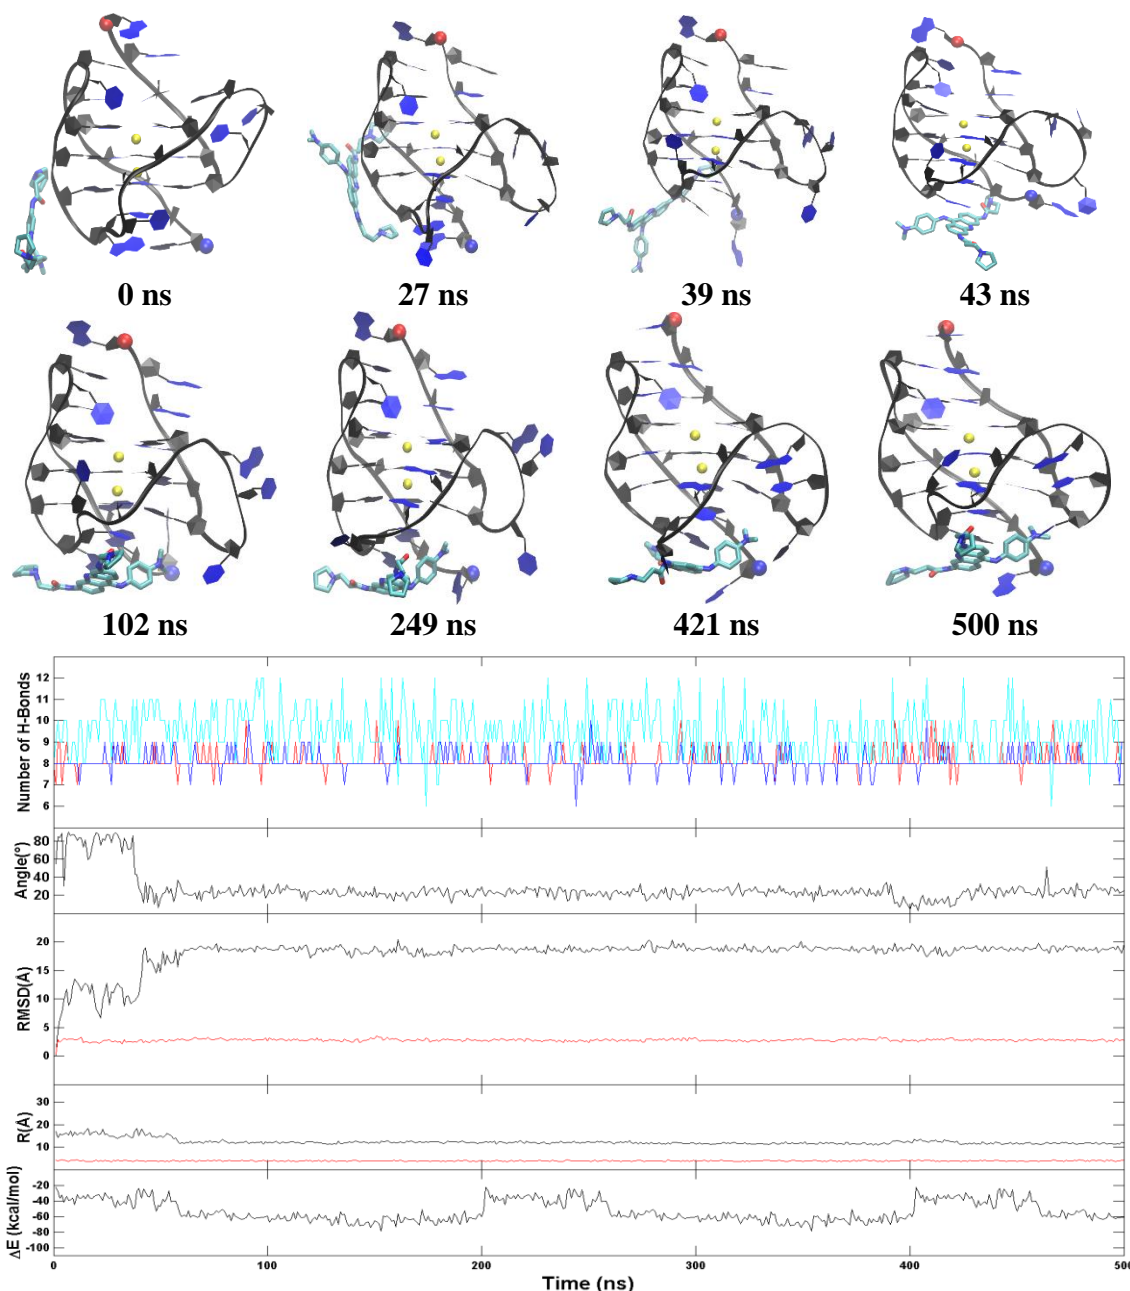 0 ns
27 ns
39 ns
43 ns
102 ns
249 ns
421 ns
500 ns
Number of H-Bonds
12
11
10
9
8
7
6
Angle(°)
80
60
40
20
RMSD(Å)
20
15
10
5
0
R(Å)
30
20
10
ΔE (kcal/mol)
-20
-40
-60
-80
-100
0 100 200 300 400 500
Time (ns)